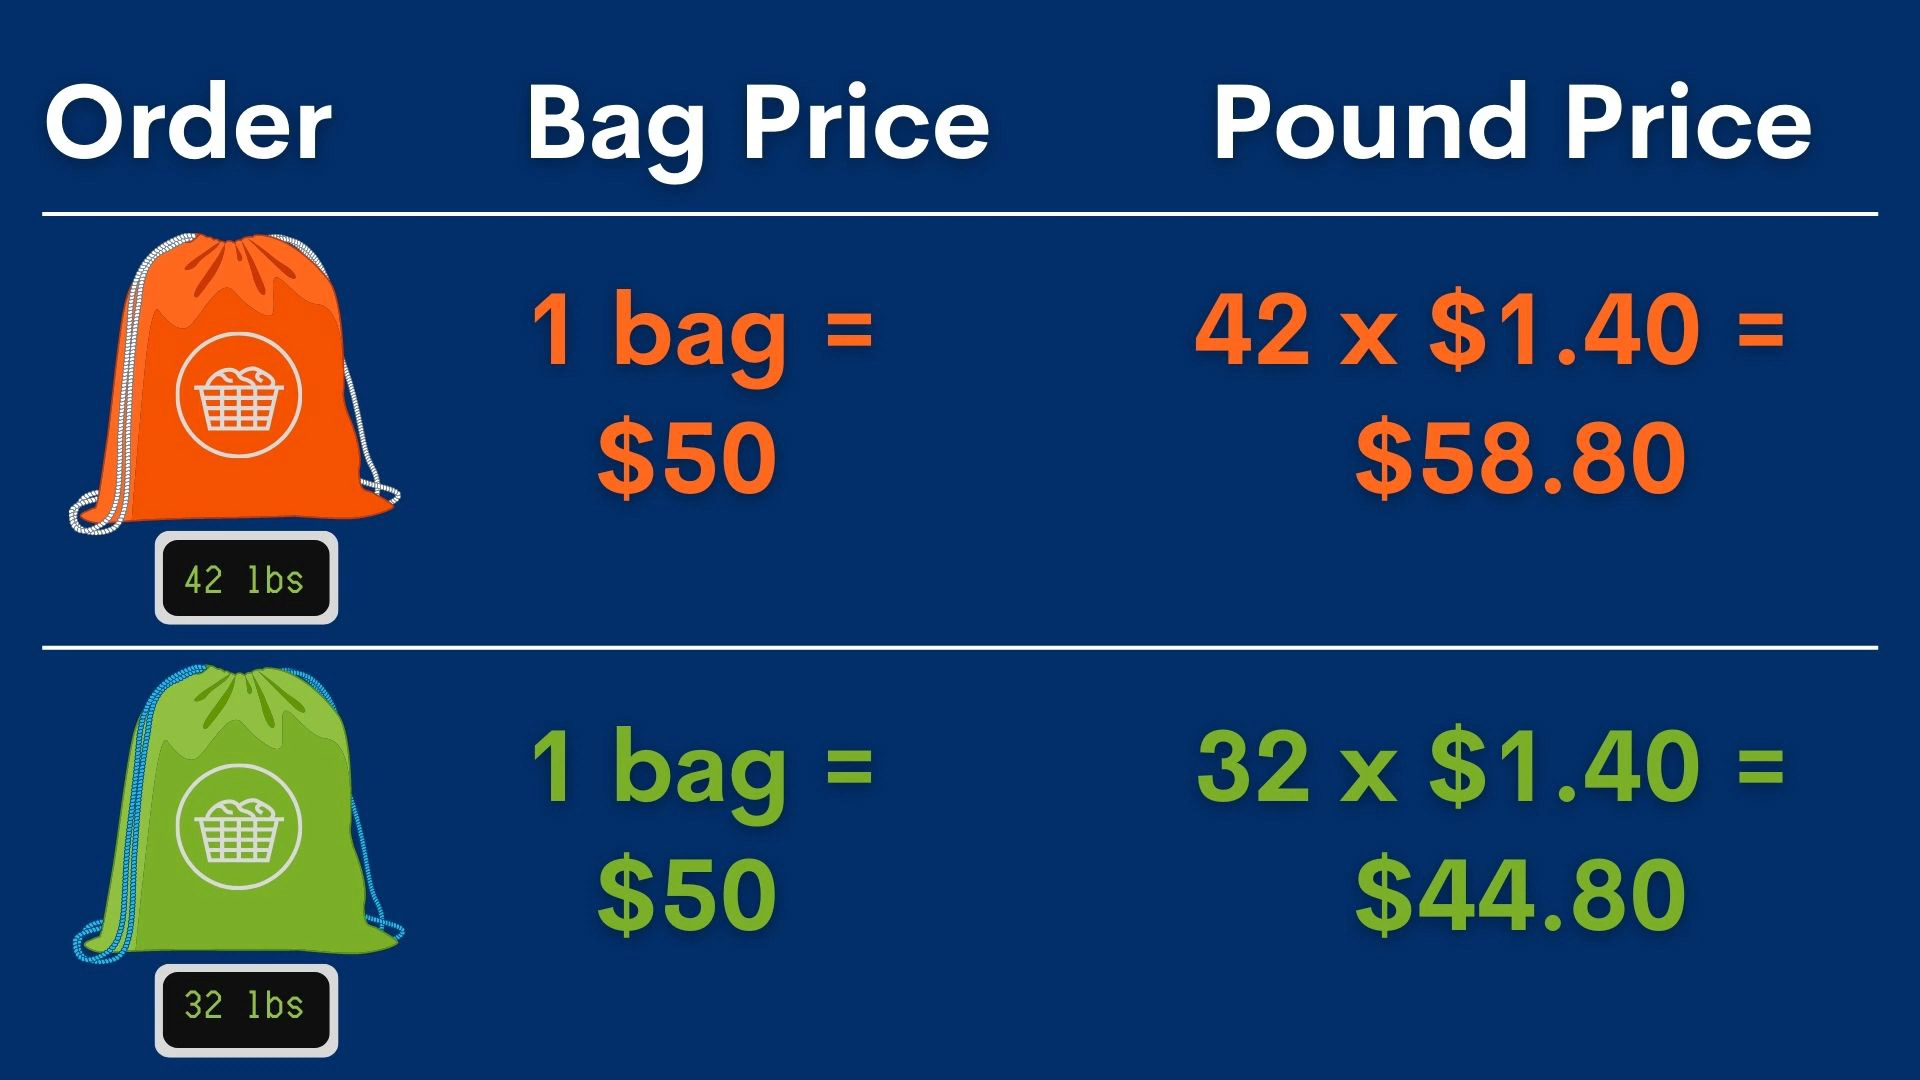 Order Bag Price Pound Price
1 bag = 42 x $1.40 =
$50 $58.80
42 lbs
1 bag = 32 x $1.40 =
$50 $44.80
32 lbs